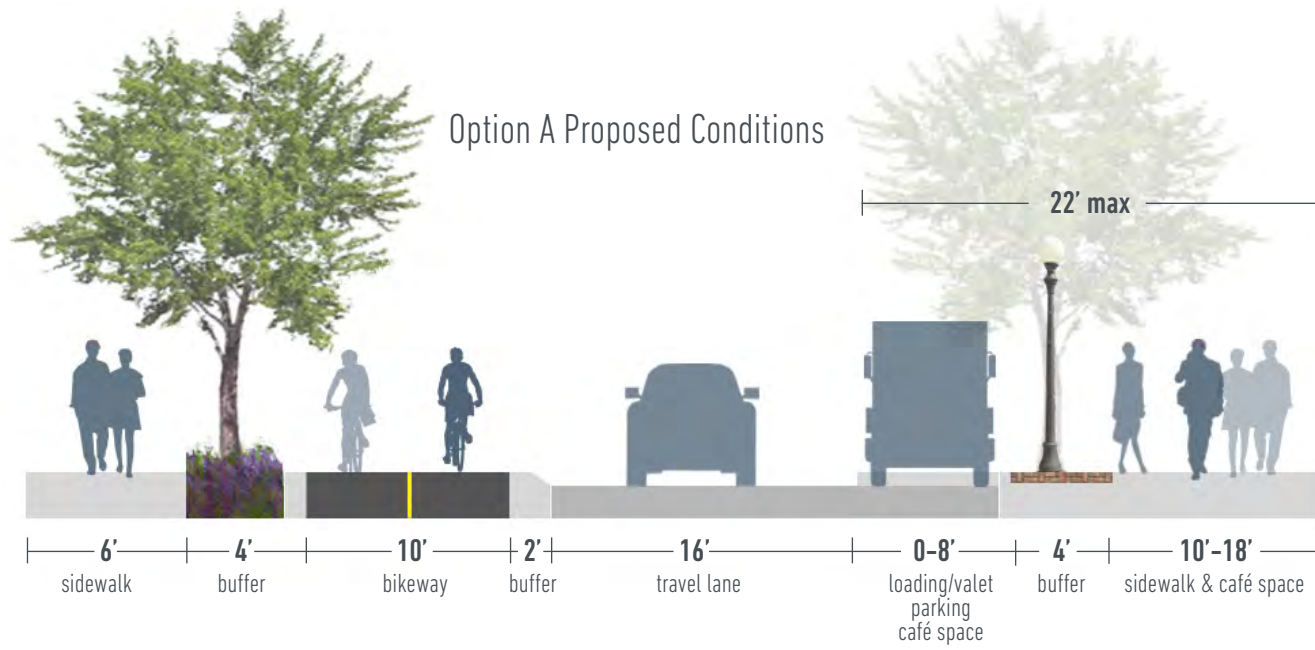 Option A Proposed Conditions
22' max
6'
sidewalk
4'
buffer
10'
bikeway
2'
buffer
16'
travel lane
0-8'
loading/valet
parking
café space
4'
buffer
10'-18'
sidewalk & café space